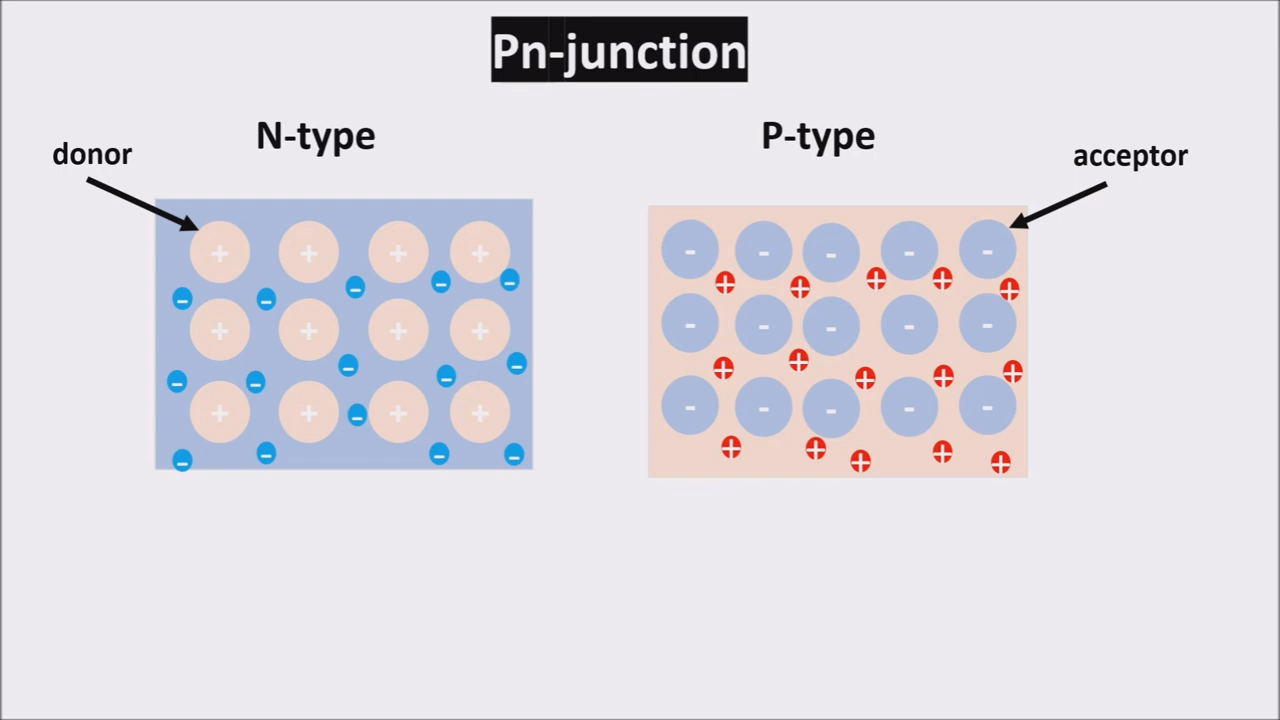 Pn-junction
N-type
P-type
donor
acceptor
+ + + +
- - - - -
− − − − −
+ + + + +
+ + + +
- - - - -
− − − − −
+ + + + +
+ + + +
- - - - -
− − − − −
+ + + + +